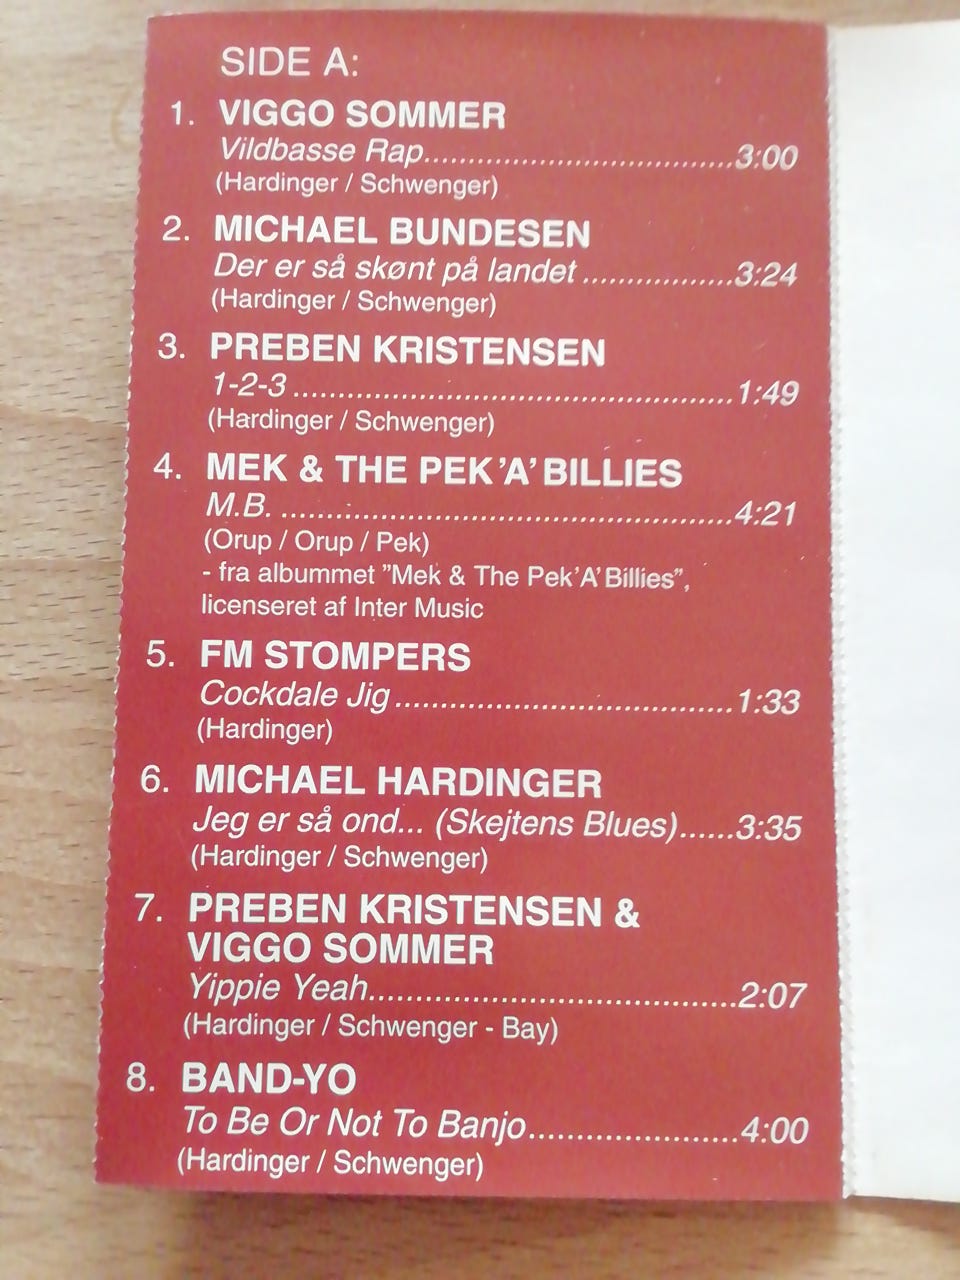 SIDE A:
1. VIGGO SOMMER
Vildbasse Rap..................................3:00
(Hardinger / Schwenger)
2. MICHAEL BUNDESEN
Der er så skønt på landet .................3:24
(Hardinger / Schwenger)
3. PREBEN KRISTENSEN
1-2-3 .................................................1:49
(Hardinger / Schwenger)
4. MEK & THE PEK'A'BILLIES
M.B. ..................................................4:21
(Orup / Orup / Pek)
- fra albummet ”Mek & The Pek'A'Billies”,
licenseret af Inter Music
5. FM STOMPERS
Cockdale Jig .....................................1:33
(Hardinger)
6. MICHAEL HARDINGER
Jeg er så ond... (Skejtens Blues)......3:35
(Hardinger / Schwenger)
7. PREBEN KRISTENSEN &
VIGGO SOMMER
Yippie Yeah........................................2:07
(Hardinger / Schwenger - Bay)
8. BAND-YO
To Be Or Not To Banjo.......................4:00
(Hardinger / Schwenger)